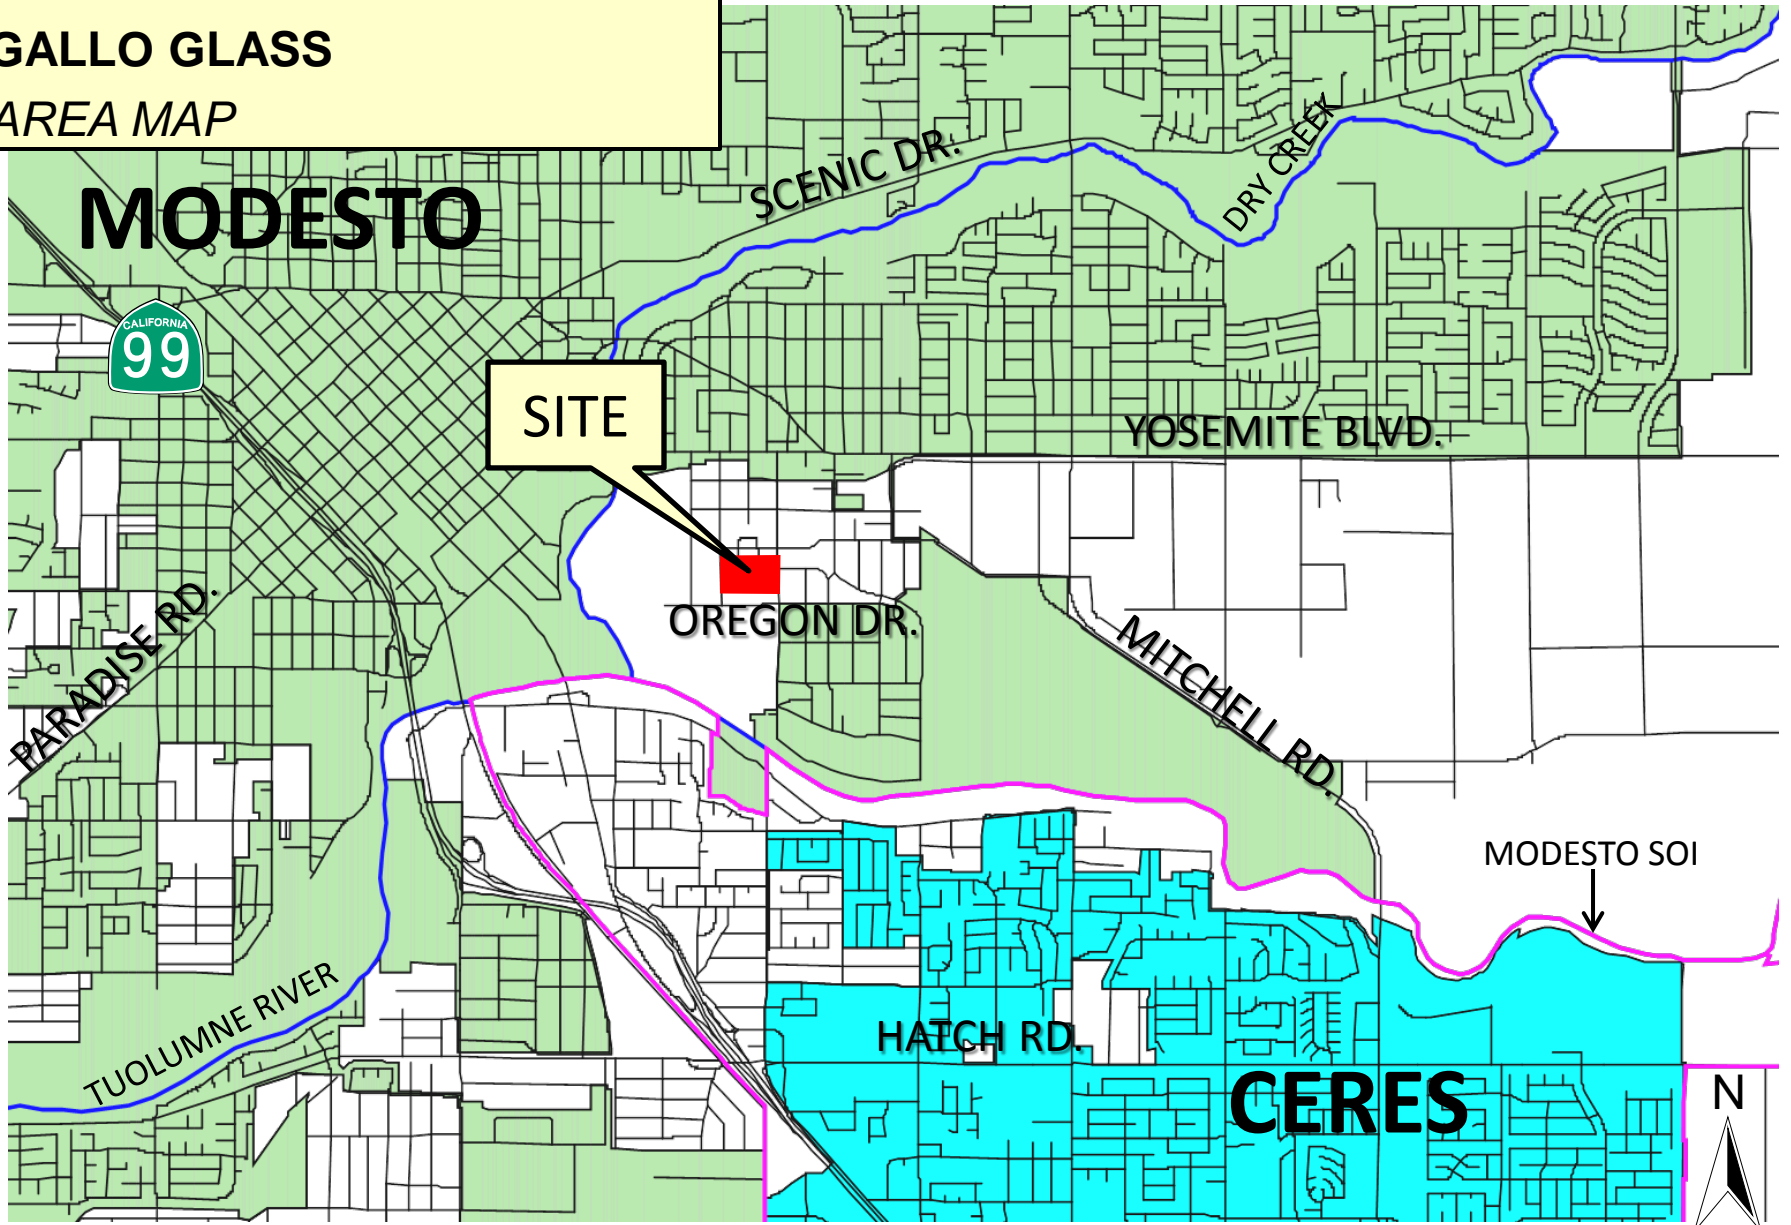 GALLO GLASS
AREA MAP
MODESTO
SCENIC DR.
DRY CREEK
CALIFORNIA
99
SITE
YOSEMITE BLVD.
OREGON DR.
PARADISE RD.
MITCHELL RD.
MODESTO SOI
TUOLUMNE RIVER
HATCH RD.
CERES
N